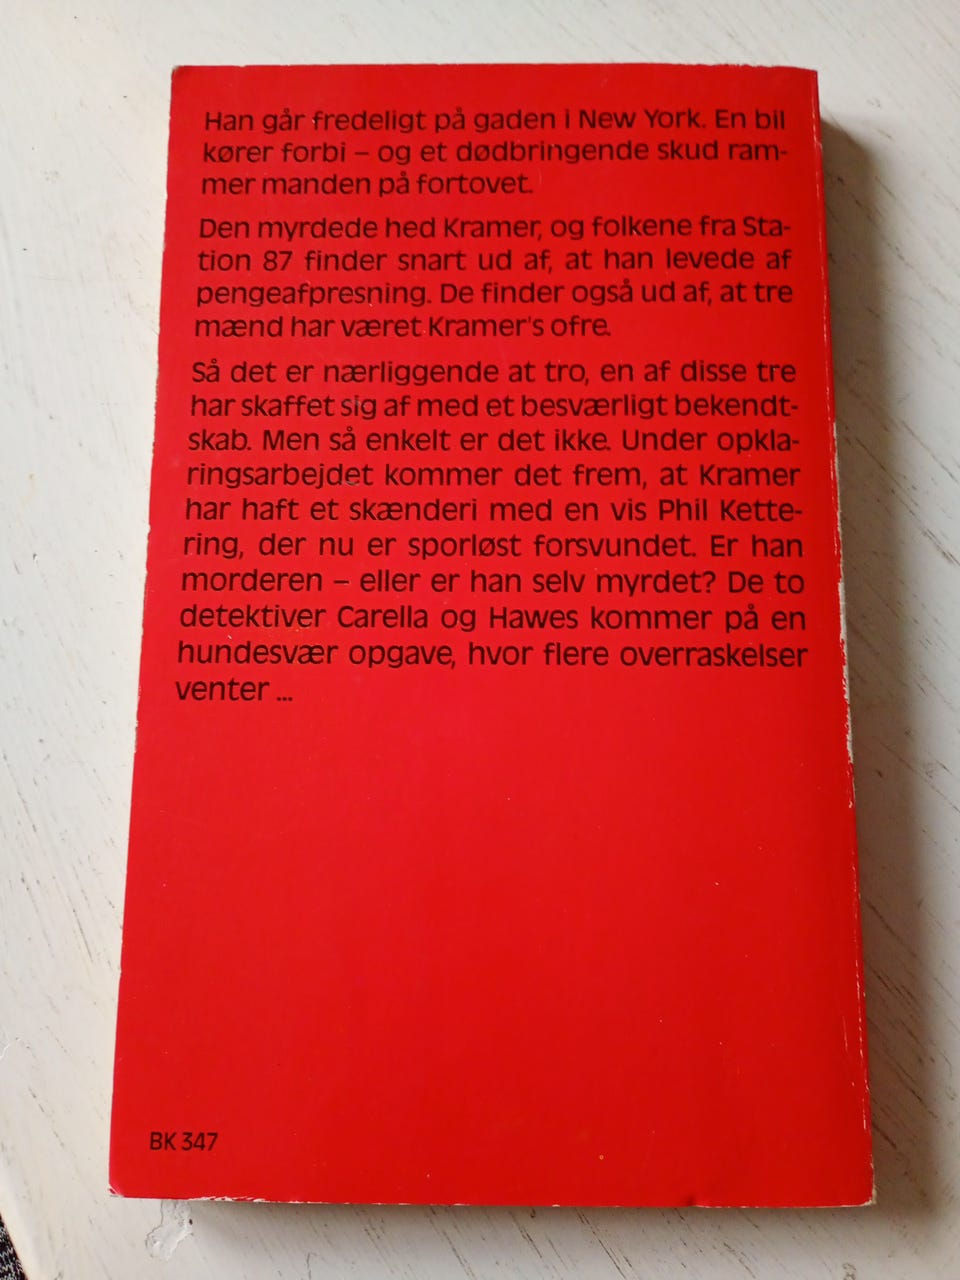 Han går fredeligt på gaden i New York. En bil
kører forbi – og et dødbringende skud ram-
mer manden på fortovet.
Den myrdede hed Kramer, og folkene fra Sta-
tion 87 finder snart ud af, at han levede af
pengeafpresning. De finder også ud af, at tre
mænd har været Kramer's ofre.
Så det er nærliggende at tro, en af disse tre
har skaffet sig af med et besværligt bekendt-
skab. Men så enkelt er det ikke. Under opkla-
ringsarbejdet kommer det frem, at Kramer
har haft et skænderi med en vis Phil Kette-
ring, der nu er sporløst forsvundet. Er han
morderen – eller er han selv myrdet? De to
detektiver Carella og Hawes kommer på en
hundesvær opgave, hvor flere overraskelser
venter ...
BK 347